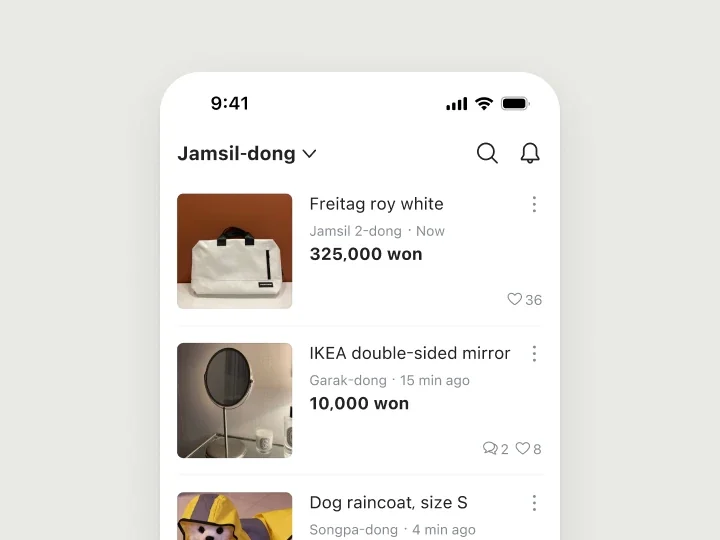 9:41
Jamsil-dong
Freitag roy white
Jamsil 2-dong · Now
325,000 won
36
IKEA double-sided mirror
Garak-dong · 15 min ago
10,000 won
2 8
Dog raincoat, size S
Songpa-dong · 4 min ago